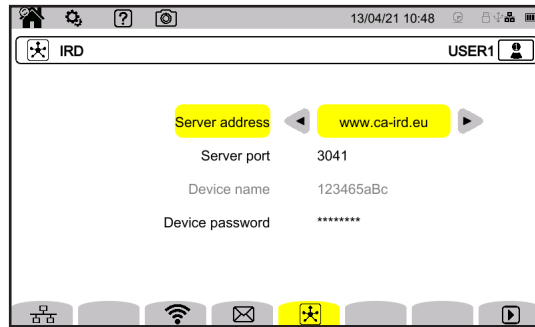 13/04/21 10:48
IRD USER1
Server address www.ca-ird.eu
Server port 3041
Device name 123465aBc
Device password ********